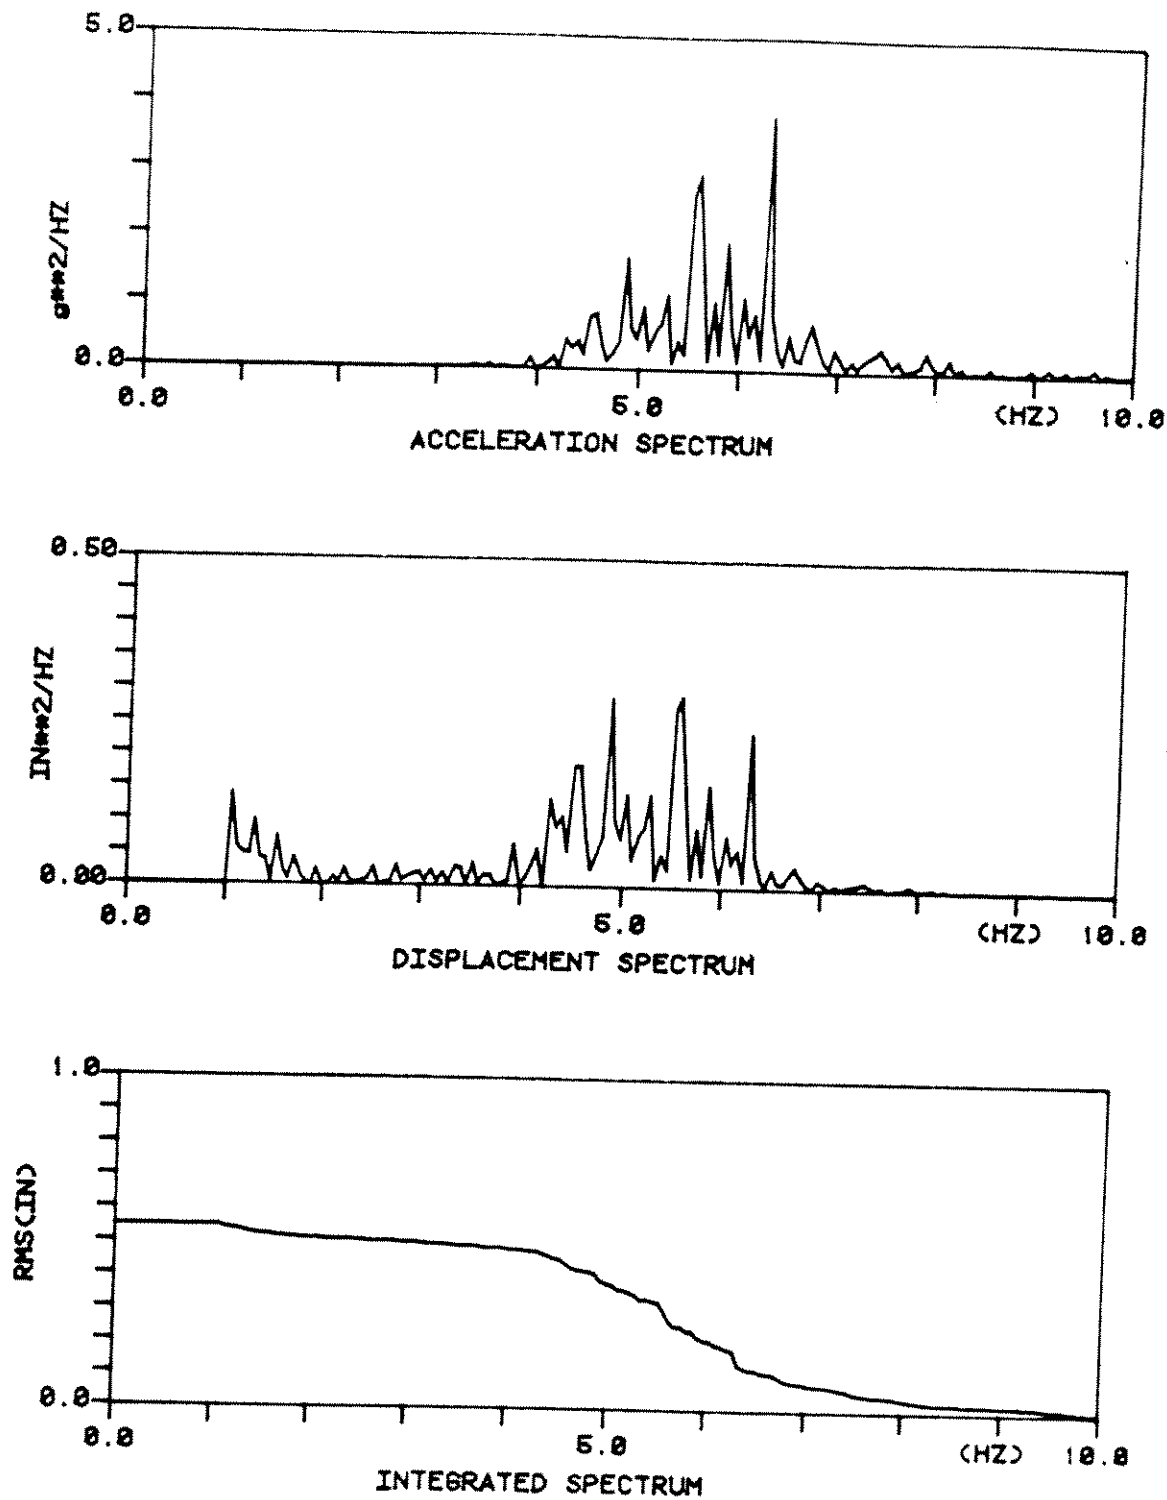 5.0
g**2/HZ
0.0
0.0 5.0 (HZ) 10.0
ACCELERATION SPECTRUM
0.50
IN**2/HZ
0.00
0.0 5.0 (HZ) 10.0
DISPLACEMENT SPECTRUM
1.0
RMS(IN)
0.0
0.0 5.0 (HZ) 10.0
INTEGRATED SPECTRUM